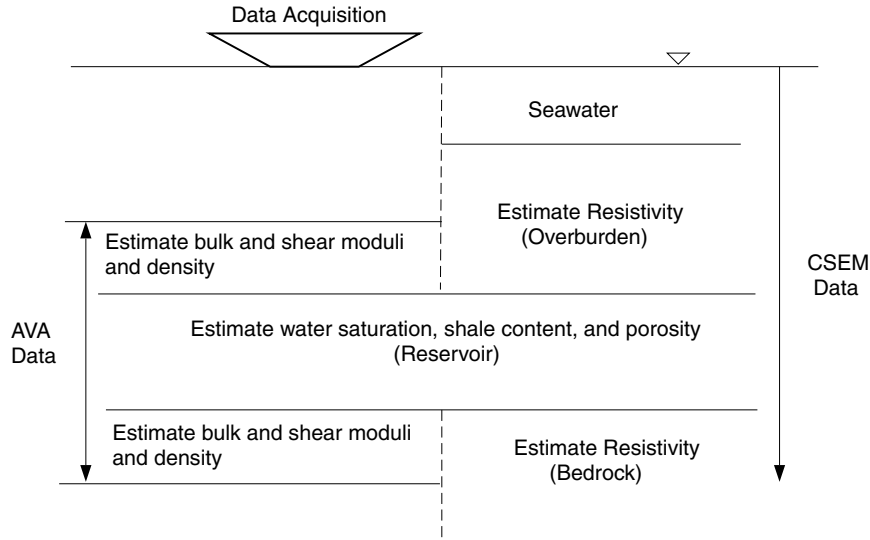 Data Acquisition
Seawater
Estimate Resistivity
(Overburden)
Estimate bulk and shear moduli
and density
CSEM
Data
Estimate water saturation, shale content, and porosity
(Reservoir)
AVA
Data
Estimate bulk and shear moduli
and density
Estimate Resistivity
(Bedrock)